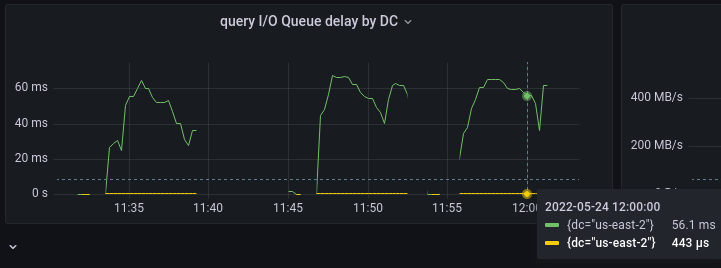 query I/O Queue delay by DC
60 ms
40 ms
20 ms
0 s
11:35
11:40
11:45
11:50
11:55
12:00
400 MB/s
200 MB/s
2022-05-24 12:00:00
{dc="us-east-2"} 56.1 ms
{dc="us-east-2"} 443 µs